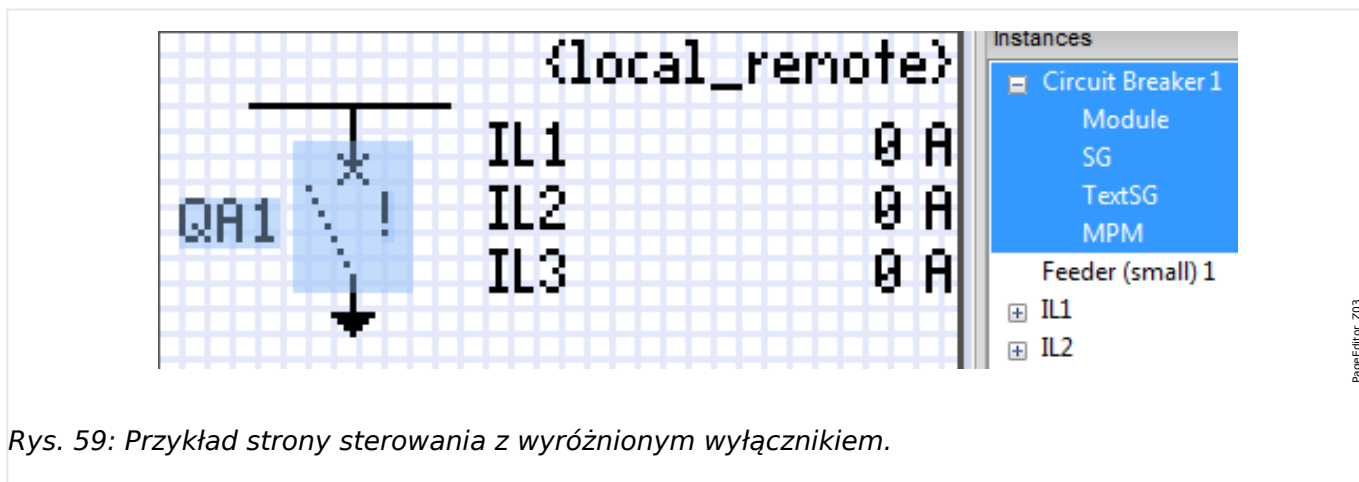 {local_remote}
IL1 0 A
QA1 ! IL2 0 A
IL3 0 A
Instances
Circuit Breaker 1
Module
SG
TextSG
MPM
Feeder (small) 1
IL1
IL2
PageEditor_Z03
Rys. 59: Przykład strony sterowania z wyróżnionym wyłącznikiem.